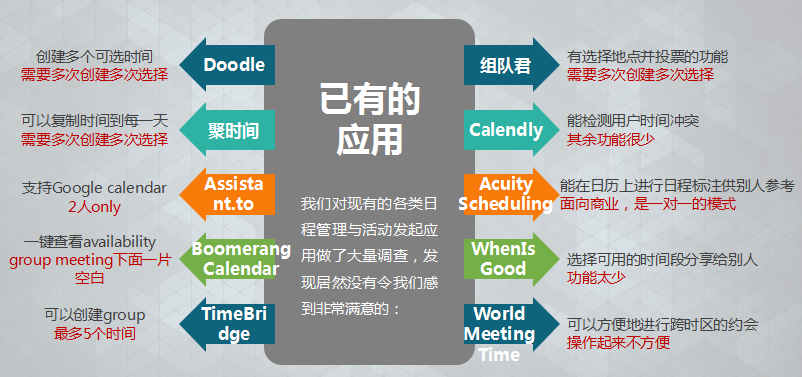 创建多个可选时间
需要多次创建多次选择
Doodle
可以复制时间到每一天
需要多次创建多次选择
聚时间
支持Google calendar
2人only
Assista
nt.to
一键查看availability
group meeting下面一片
空白
Boomerang
Calendar
可以创建group
最多5个时间
TimeBri
dge
已有的
应用
我们对现有的各类日
程管理与活动发起应
用做了大量调查，发
现居然没有令我们感
到非常满意的：
组队君
有选择地点并投票的功能
需要多次创建多次选择
Calendly
能检测用户时间冲突
其余功能很少
Acuity
Scheduling
能在日历上进行日程标注供别人参考
面向商业，是一对一的模式
WhenIs
Good
选择可用的时间段分享给别人
功能太少
World
Meeting
Time
可以方便地进行跨时区的约会
操作起来不方便